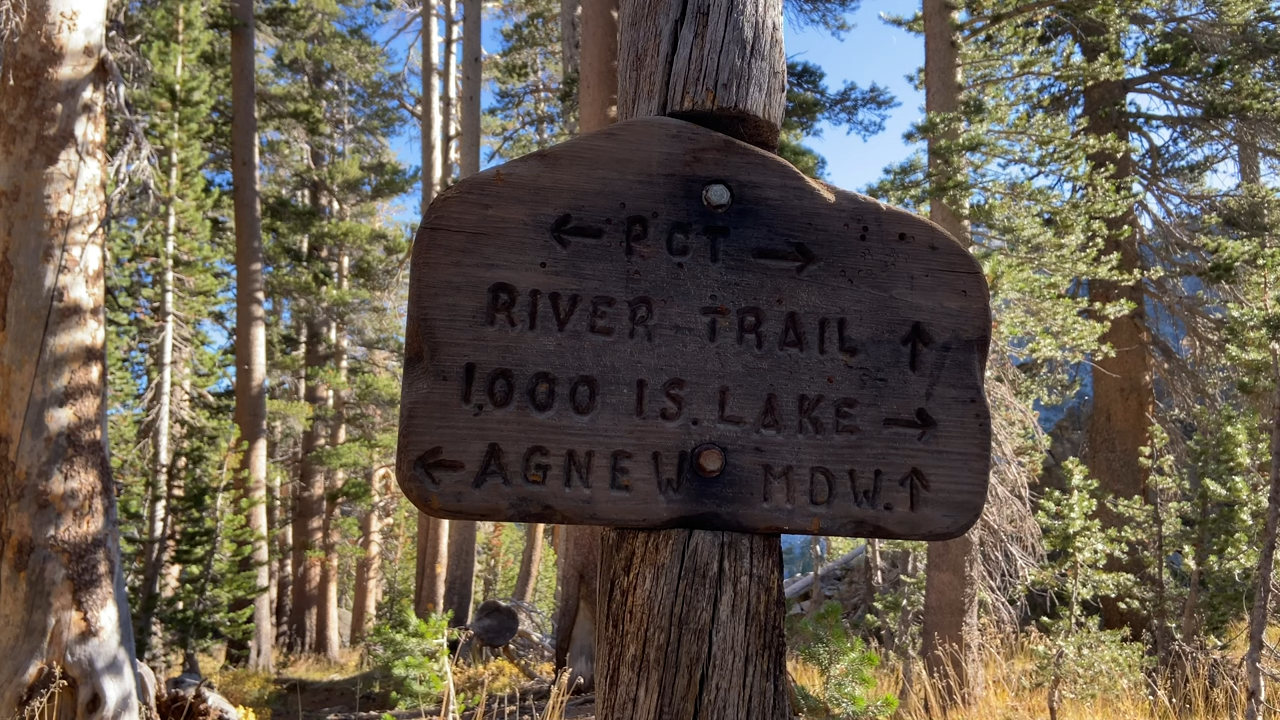 ← PCT →
RIVER TRAIL ↑
1,000 IS. LAKE →
← AGNEW MDW. ↑